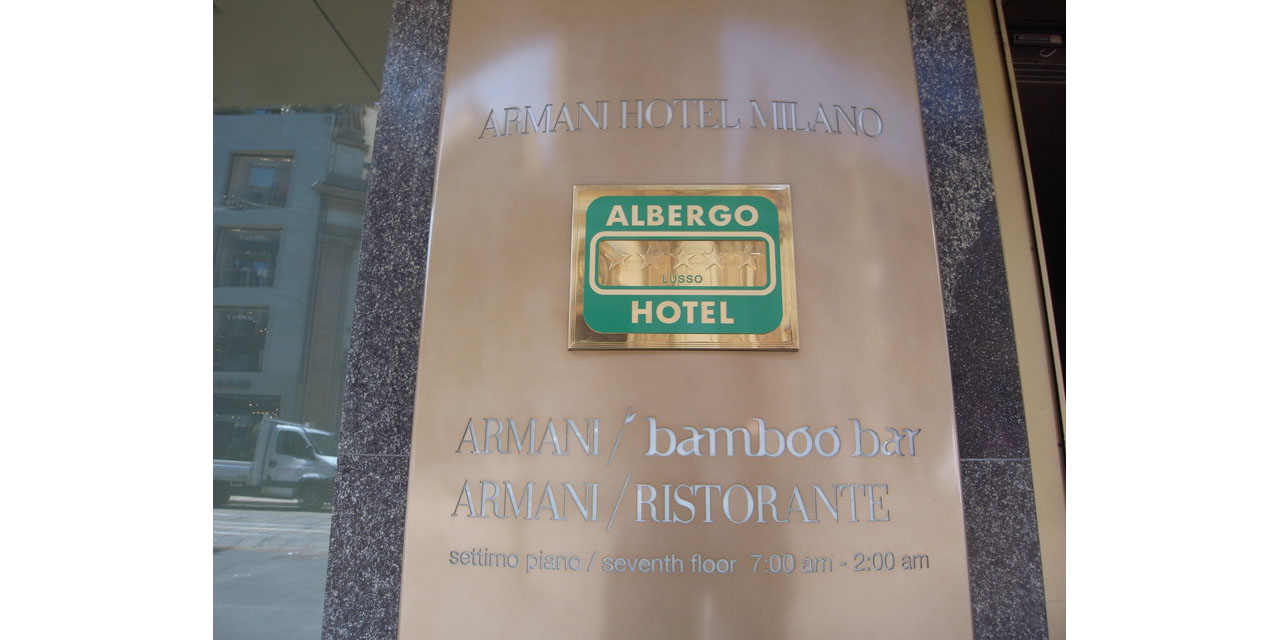 ARMANI HOTEL MILANO
ALBERGO
LUSSO
HOTEL
ARMANI / bamboo bar
ARMANI / RISTORANTE
settimo piano / seventh floor 7:00 am - 2:00 am